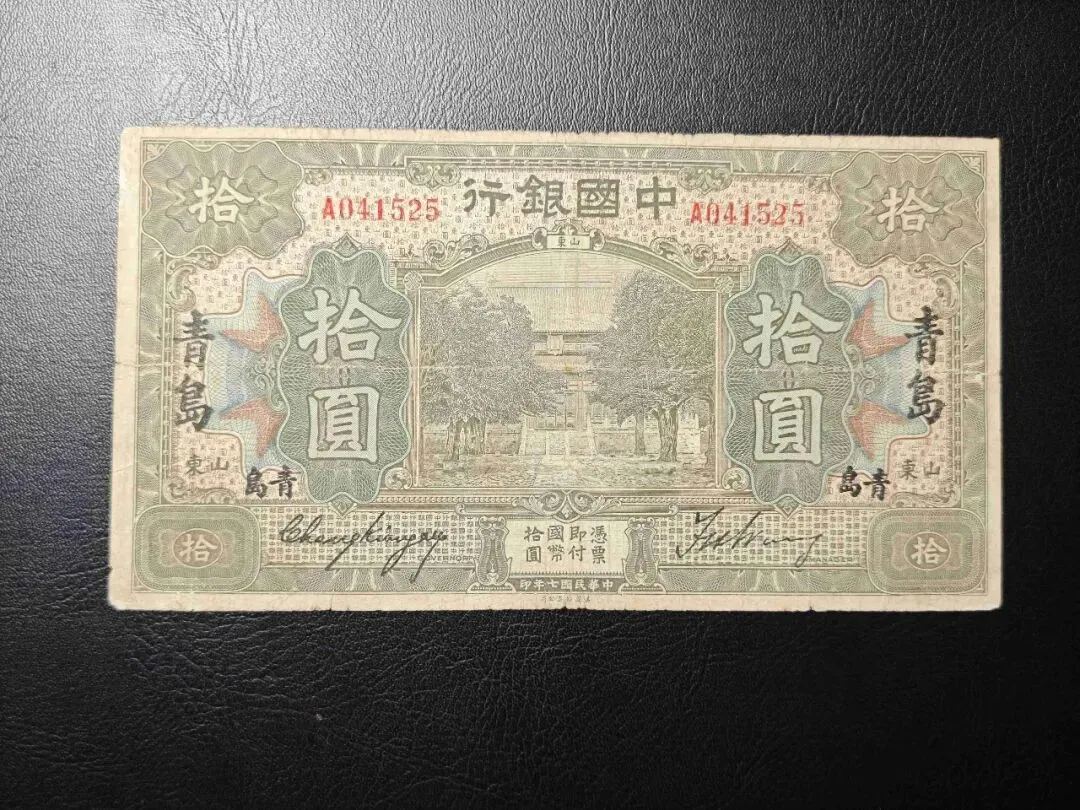 拾
拾
中國銀行
A041525
A041525
山東
拾圓
拾圓
青島
青島
山東
山東
青島
青島
憑票
即付
國幣
拾圓
GOVERNOR
MANAGER
拾
拾
中華民國七年印